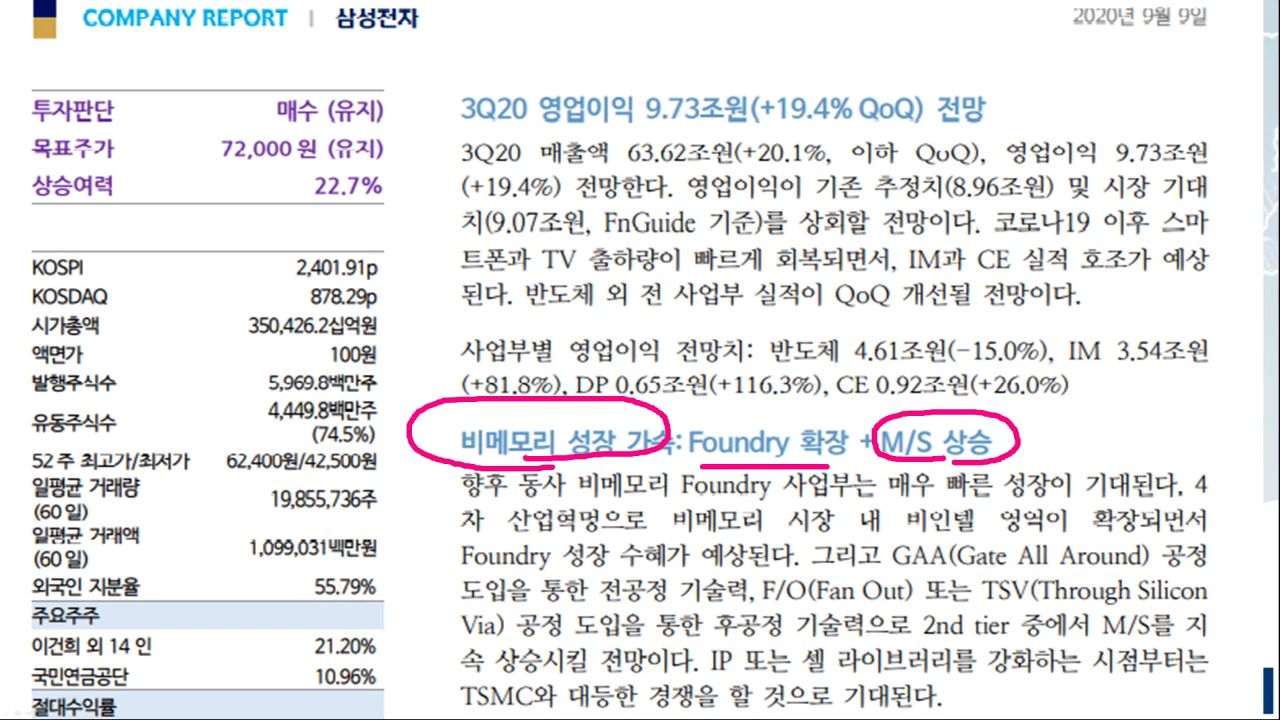 COMPANY REPORT | 삼성전자
2020년 9월 9일
투자판단 매수 (유지)
목표주가 72,000 원 (유지)
상승여력 22.7%
KOSPI 2,401.91p
KOSDAQ 878.29p
시가총액 350,426.2십억원
액면가 100원
발행주식수 5,969.8백만주
유동주식수 4,449.8백만주
(74.5%)
52 주 최고가/최저가 62,400원/42,500원
일평균 거래량
(60 일) 19,855,736주
일평균 거래액
(60 일) 1,099,031백만원
외국인 지분율 55.79%
주요주주
이건희 외 14 인 21.20%
국민연금공단 10.96%
절대수익률
3Q20 영업이익 9.73조원(+19.4% QoQ) 전망
3Q20 매출액 63.62조원(+20.1%, 이하 QoQ), 영업이익 9.73조원
(+19.4%) 전망한다. 영업이익이 기존 추정치(8.96조원) 및 시장 기대
치(9.07조원, FnGuide 기준)를 상회할 전망이다. 코로나19 이후 스마
트폰과 TV 출하량이 빠르게 회복되면서, IM과 CE 실적 호조가 예상
된다. 반도체 외 전 사업부 실적이 QoQ 개선될 전망이다.
사업부별 영업이익 전망치: 반도체 4.61조원(-15.0%), IM 3.54조원
(+81.8%), DP 0.65조원(+116.3%), CE 0.92조원(+26.0%)
비메모리 성장 가속: Foundry 확장 + M/S 상승
향후 동사 비메모리 Foundry 사업부는 매우 빠른 성장이 기대된다. 4
차 산업혁명으로 비메모리 시장 내 비인텔 영역이 확장되면서
Foundry 성장 수혜가 예상된다. 그리고 GAA(Gate All Around) 공정
도입을 통한 전공정 기술력, F/O(Fan Out) 또는 TSV(Through Silicon
Via) 공정 도입을 통한 후공정 기술력으로 2nd tier 중에서 M/S를 지
속 상승시킬 전망이다. IP 또는 셀 라이브러리를 강화하는 시점부터는
TSMC와 대등한 경쟁을 할 것으로 기대된다.